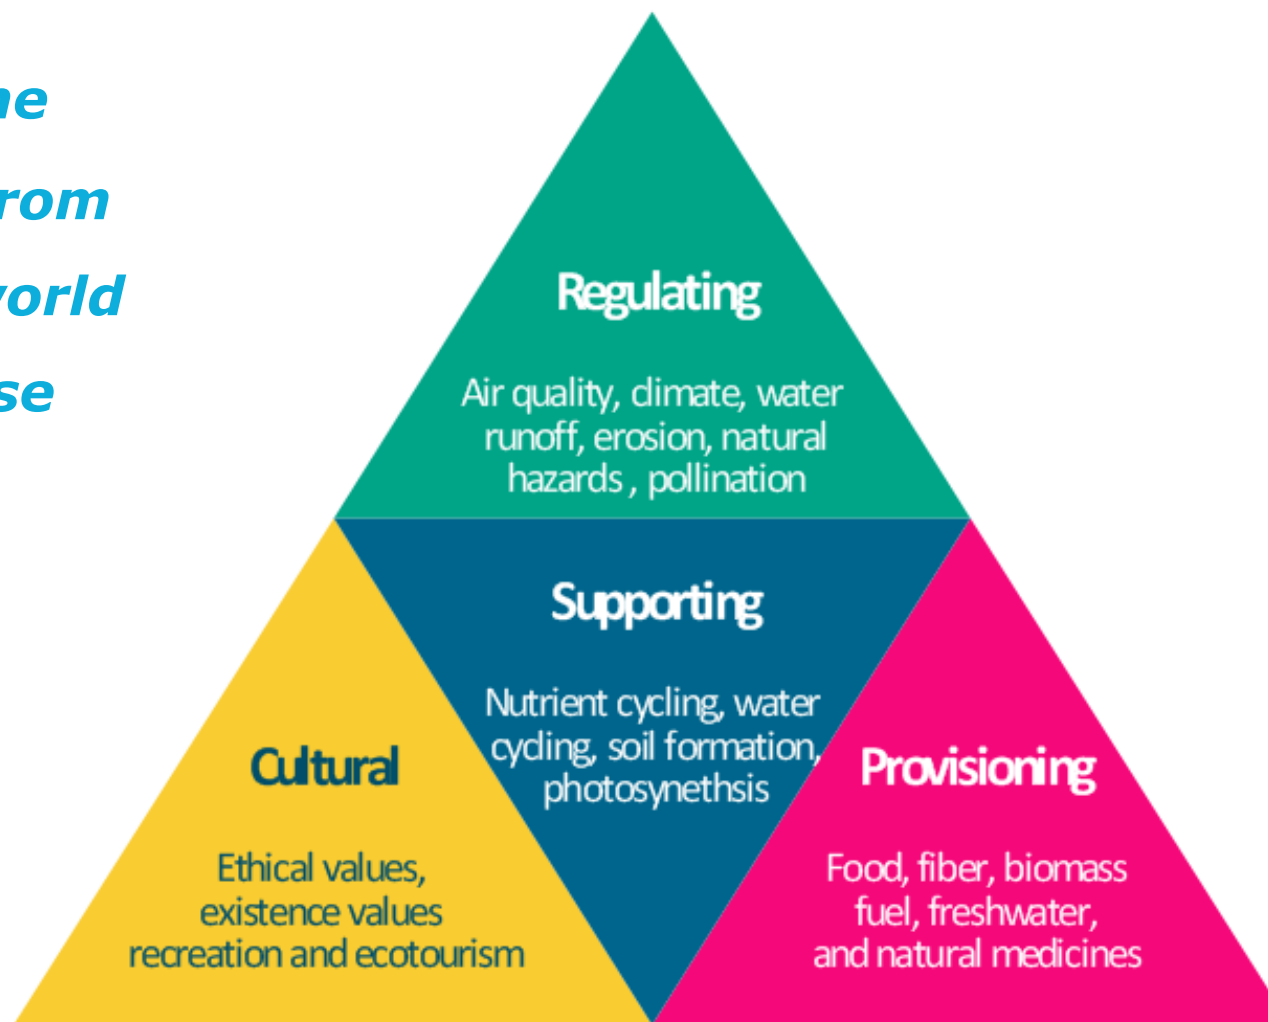 ne
rom
vorld
se
Regulating
Air quality, climate, water
runoff, erosion, natural
hazards , pollination
Supporting
Nutrient cycling, water
cycling, soil formation,
photosynethsis
Cultural
Ethical values,
existence values
recreation and ecotourism
Provisioning
Food, fiber, biomass
fuel, freshwater,
and natural medicines